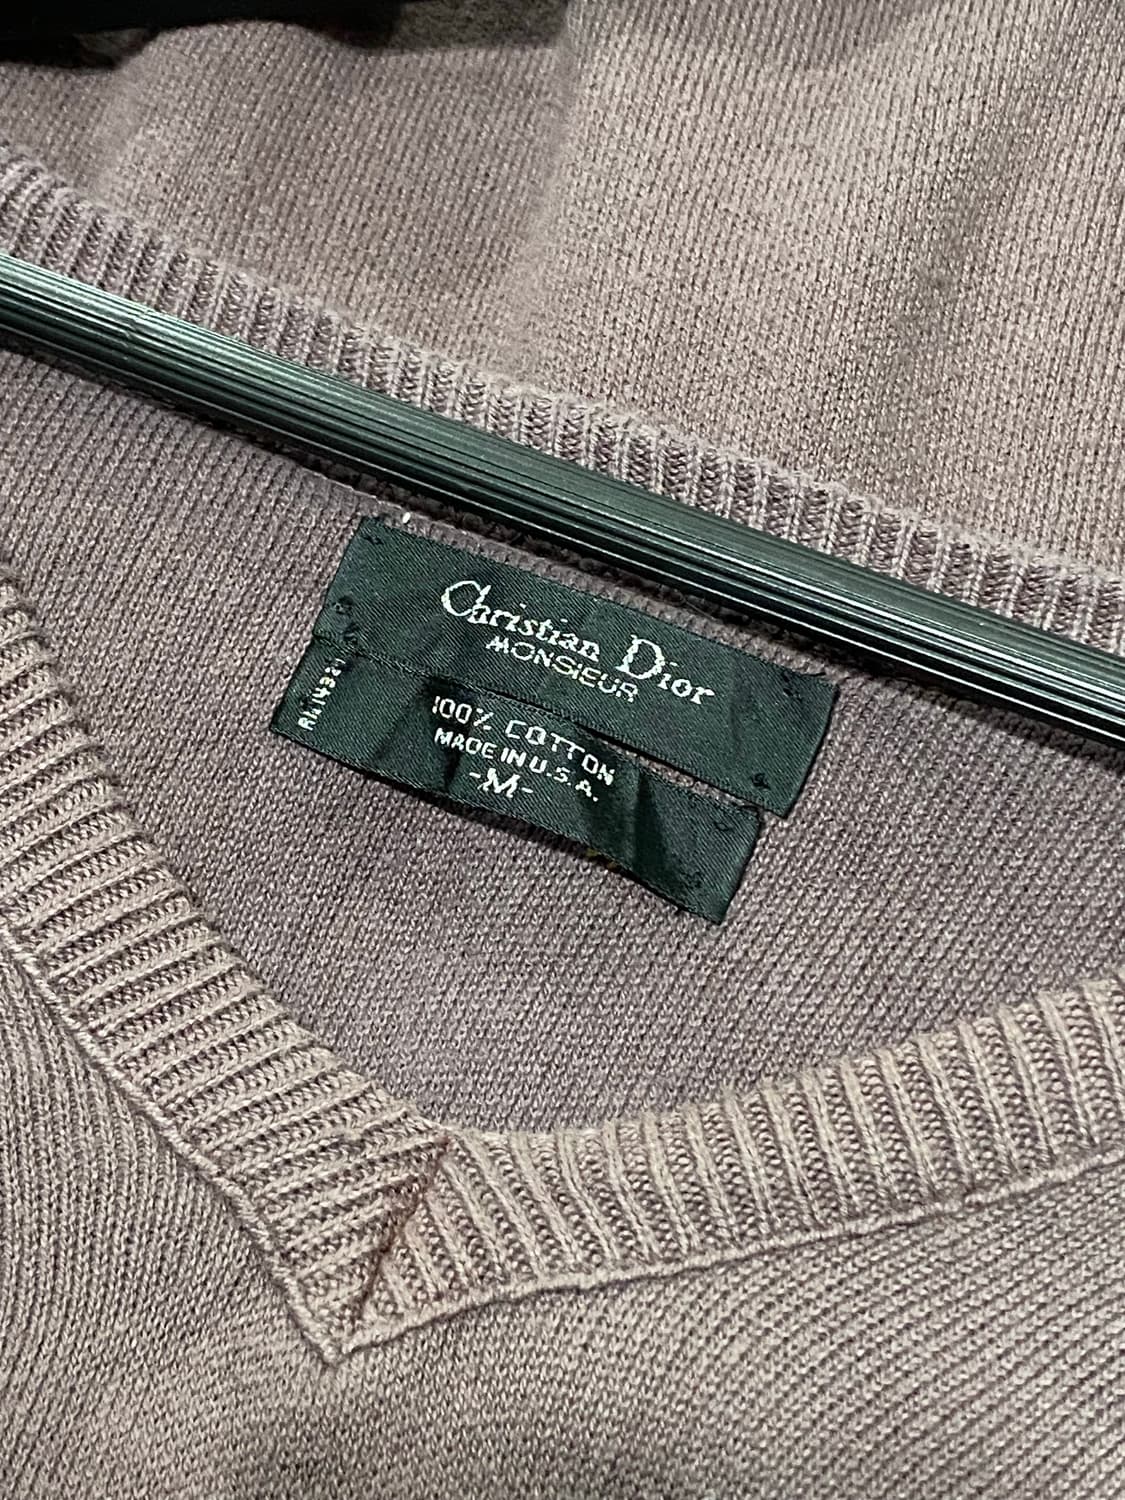 Christian Dior
MONSIEUR
100% COTTON
MADE IN U.S.A.
-M-